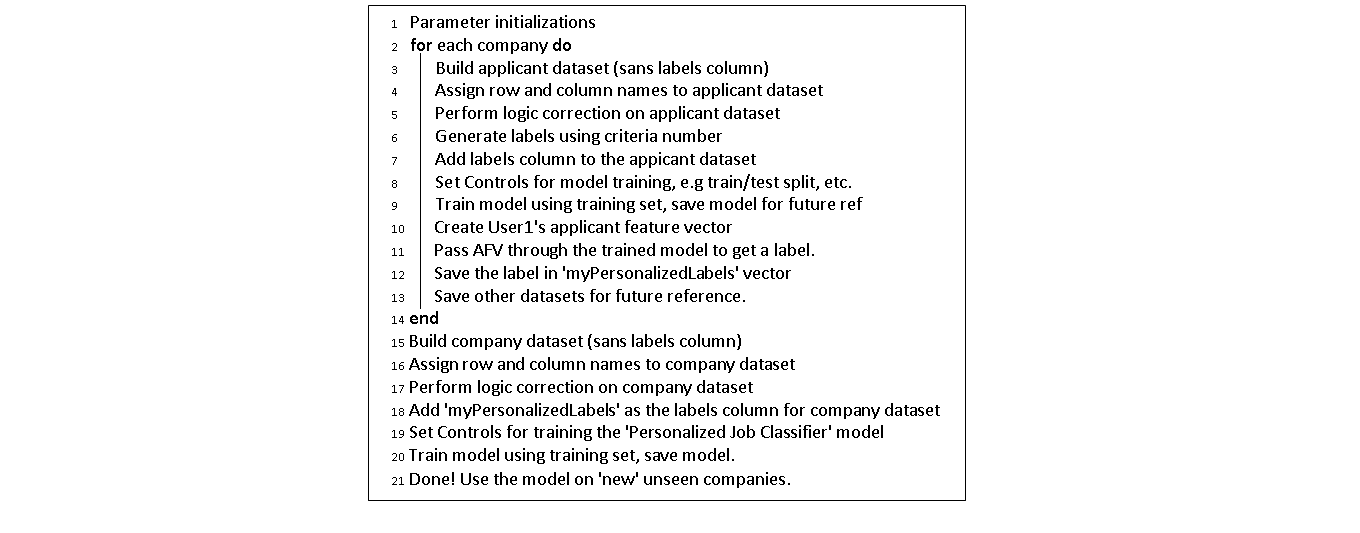 1 Parameter initializations
2 for each company do
3 Build applicant dataset (sans labels column)
4 Assign row and column names to applicant dataset
5 Perform logic correction on applicant dataset
6 Generate labels using criteria number
7 Add labels column to the appicant dataset
8 Set Controls for model training, e.g train/test split, etc.
9 Train model using training set, save model for future ref
10 Create User1's applicant feature vector
11 Pass AFV through the trained model to get a label.
12 Save the label in 'myPersonalizedLabels' vector
13 Save other datasets for future reference.
14 end
15 Build company dataset (sans labels column)
16 Assign row and column names to company dataset
17 Perform logic correction on company dataset
18 Add 'myPersonalizedLabels' as the labels column for company dataset
19 Set Controls for training the 'Personalized Job Classifier' model
20 Train model using training set, save model.
21 Done! Use the model on 'new' unseen companies.